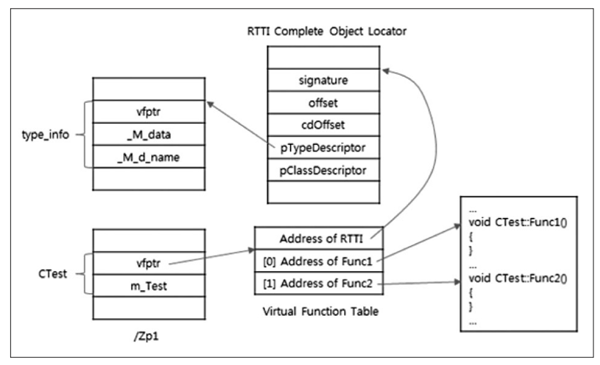 RTTI Complete Object Locator
signature
offset
cdOffset
pTypeDescriptor
pClassDescriptor
type_info
vfptr
_M_data
_M_d_name
CTest
vfptr
m_Test
/Zp1
Address of RTTI
[0] Address of Func1
[1] Address of Func2
Virtual Function Table
...
void CTest::Func1()
{
}
...
void CTest::Func2()
{
}
...